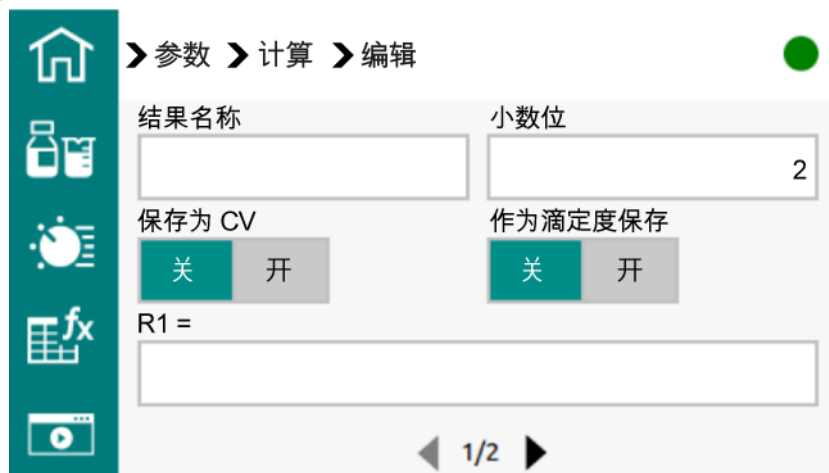 参数 计算 编辑
结果名称 小数位
2
保存为 CV 作为滴定度保存
关 开 关 开
fx
R1 =
1/2